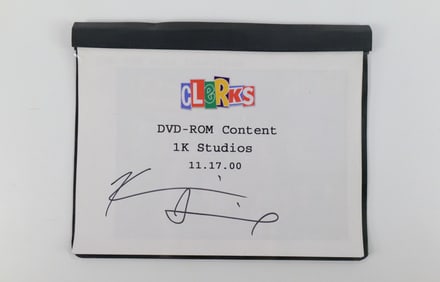 CLeRKS
DVD-ROM Content
1K Studios
11.17.00